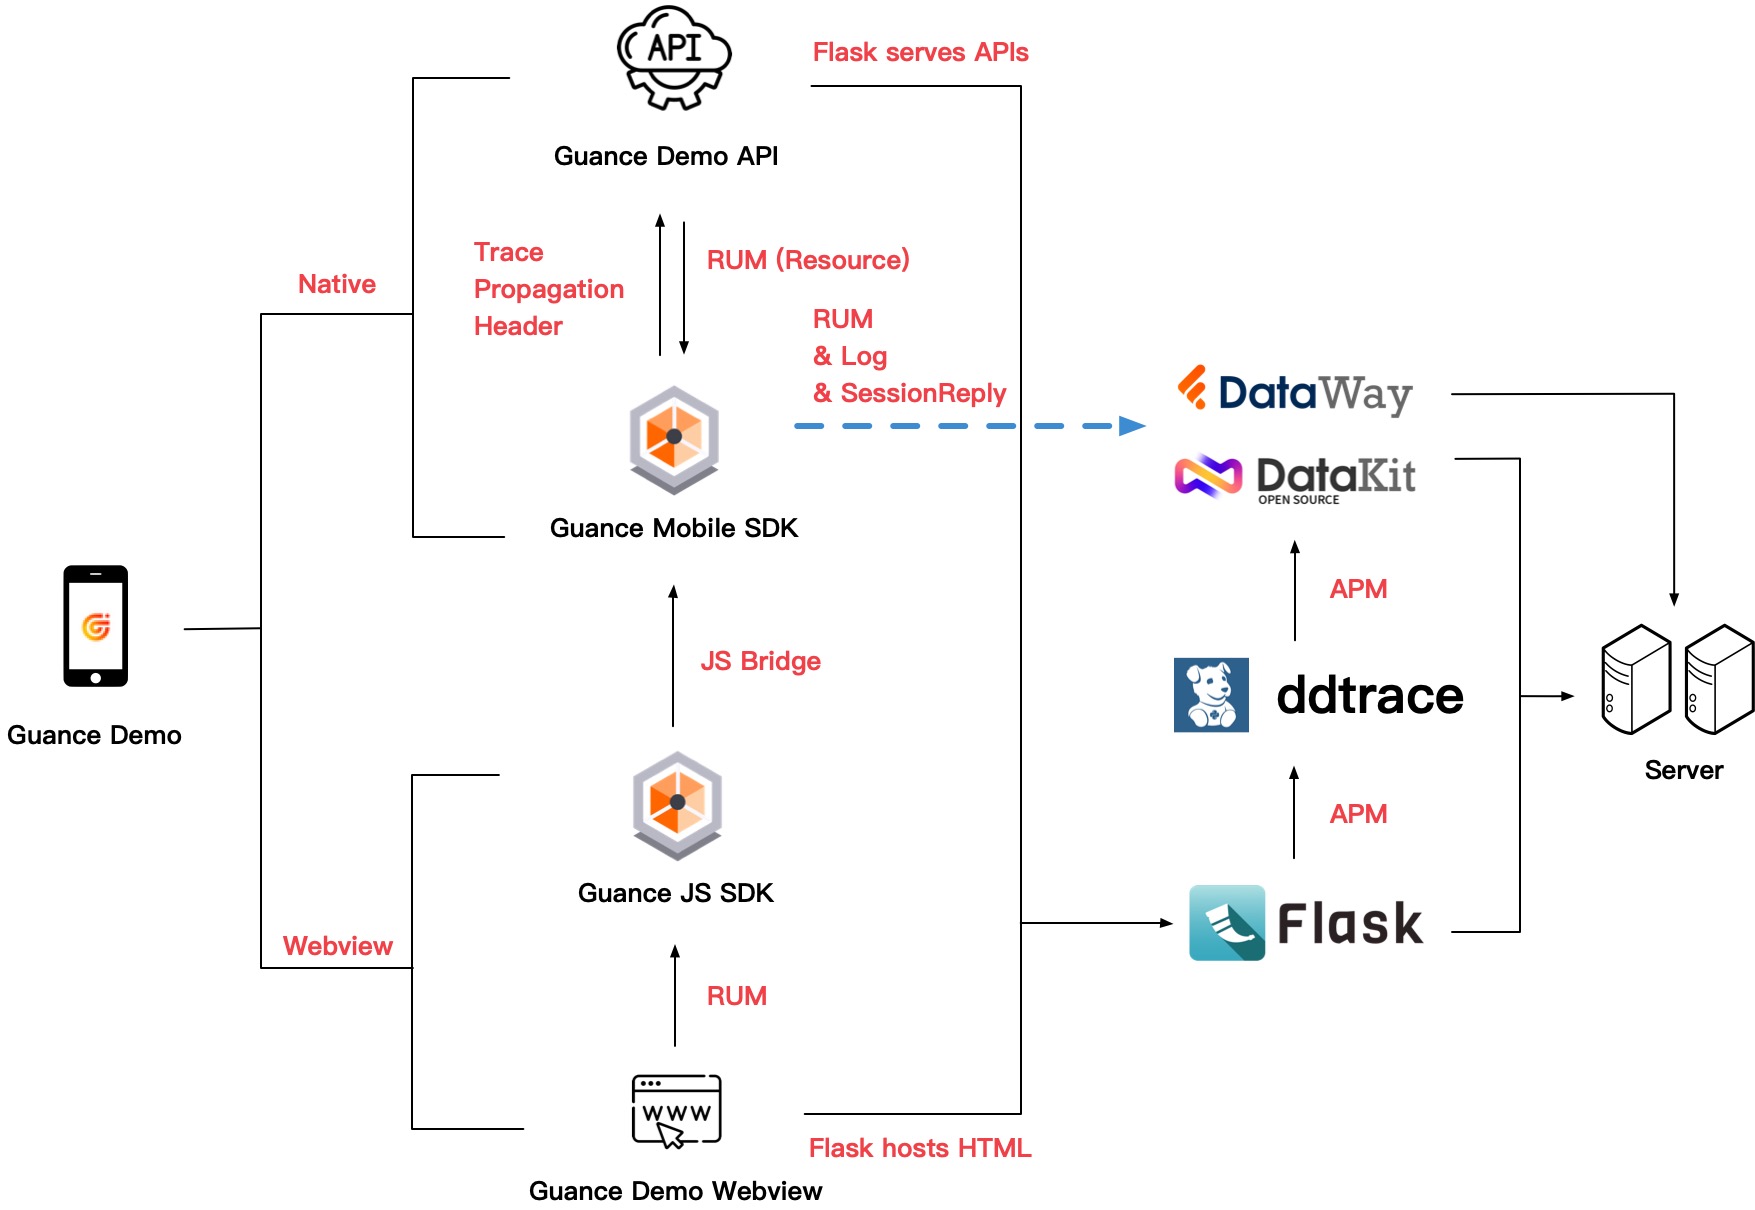 API
Flask serves APIs
Guance Demo API
Trace
Propagation
Header
RUM (Resource)
Native
RUM
& Log
& SessionReply
DataWay
DataKit
OPEN SOURCE
Guance Mobile SDK
APM
JS Bridge
ddtrace
Guance Demo
Server
APM
Guance JS SDK
Flask
Webview
RUM
WWW
Flask hosts HTML
Guance Demo Webview